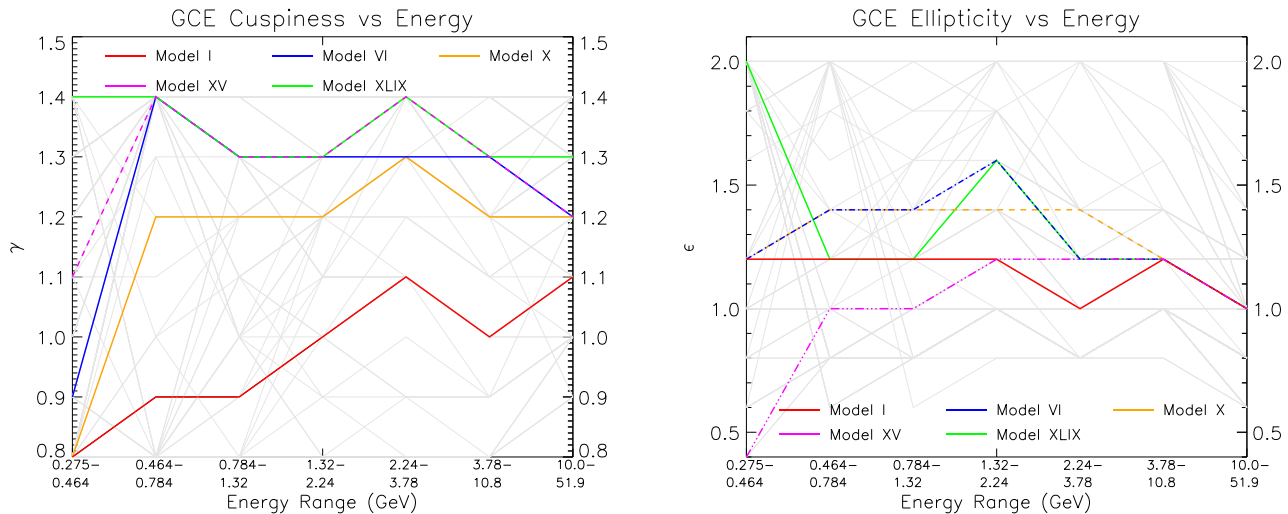 GCE Cuspiness vs Energy
1.5
1.4
1.3
1.2
1.1
1.0
0.9
0.8
γ
Model I
Model VI
Model X
Model XV
Model XLIX
1.5
1.4
1.3
1.2
1.1
1.0
0.9
0.8
0.275− 0.464− 0.784− 1.32− 2.24− 3.78− 10.0−
0.464 0.784 1.32 2.24 3.78 10.8 51.9
Energy Range (GeV)
GCE Ellipticity vs Energy
2.0
1.5
1.0
0.5
ϵ
2.0
1.5
1.0
0.5
Model I
Model VI
Model X
Model XV
Model XLIX
0.275− 0.464− 0.784− 1.32− 2.24− 3.78− 10.0−
0.464 0.784 1.32 2.24 3.78 10.8 51.9
Energy Range (GeV)